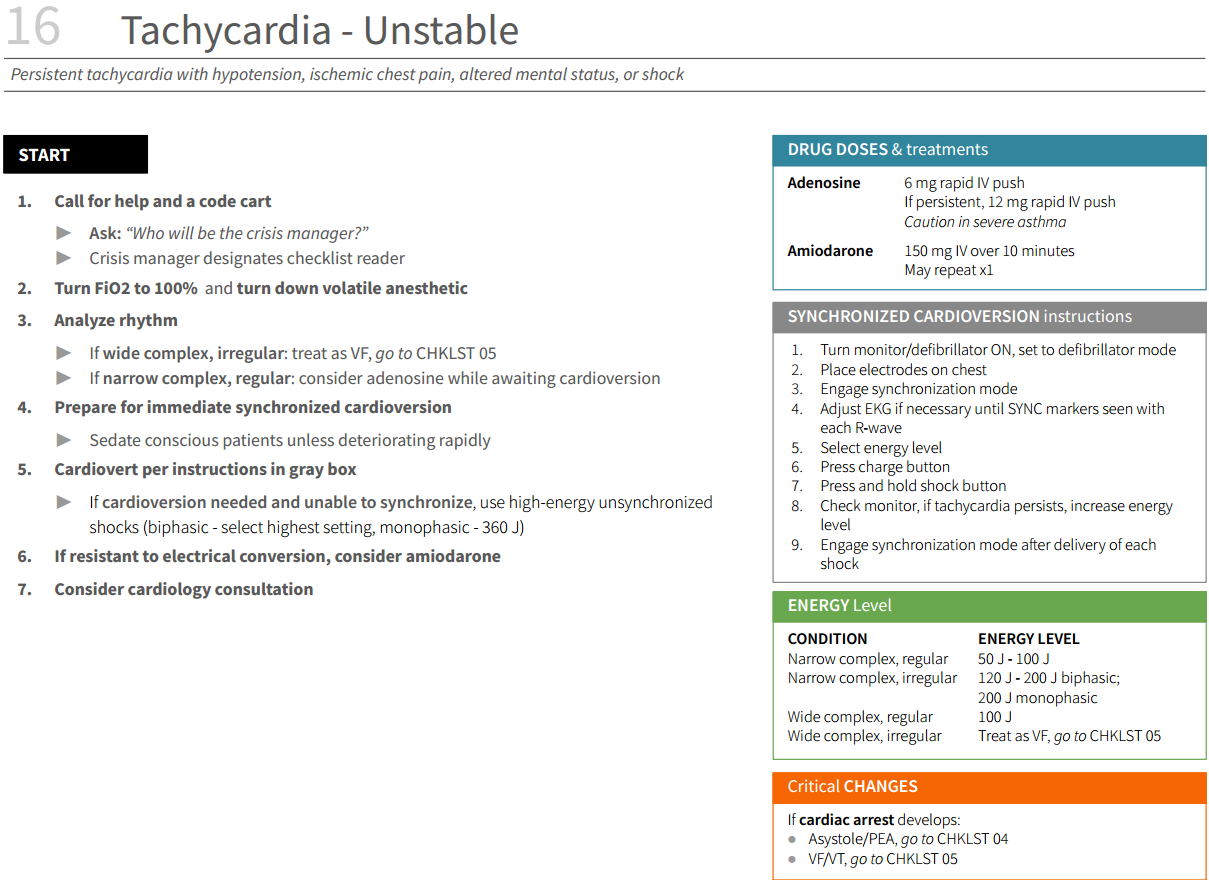 16 Tachycardia - Unstable
Persistent tachycardia with hypotension, ischemic chest pain, altered mental status, or shock
START
1. Call for help and a code cart
▶ Ask: “Who will be the crisis manager?”
▶ Crisis manager designates checklist reader
2. Turn FiO2 to 100% and turn down volatile anesthetic
3. Analyze rhythm
▶ If wide complex, irregular: treat as VF, go to CHKLST 05
▶ If narrow complex, regular: consider adenosine while awaiting cardioversion
4. Prepare for immediate synchronized cardioversion
▶ Sedate conscious patients unless deteriorating rapidly
5. Cardiovert per instructions in gray box
▶ If cardioversion needed and unable to synchronize, use high-energy unsynchronized
shocks (biphasic - select highest setting, monophasic - 360 J)
6. If resistant to electrical conversion, consider amiodarone
7. Consider cardiology consultation
DRUG DOSES & treatments
Adenosine 6 mg rapid IV push
If persistent, 12 mg rapid IV push
Caution in severe asthma
Amiodarone 150 mg IV over 10 minutes
May repeat x1
SYNCHRONIZED CARDIOVERSION instructions
1. Turn monitor/defibrillator ON, set to defibrillator mode
2. Place electrodes on chest
3. Engage synchronization mode
4. Adjust EKG if necessary until SYNC markers seen with
each R-wave
5. Select energy level
6. Press charge button
7. Press and hold shock button
8. Check monitor, if tachycardia persists, increase energy
level
9. Engage synchronization mode after delivery of each
shock
ENERGY Level
CONDITION ENERGY LEVEL
Narrow complex, regular 50 J - 100 J
Narrow complex, irregular 120 J - 200 J biphasic;
200 J monophasic
Wide complex, regular 100 J
Wide complex, irregular Treat as VF, go to CHKLST 05
Critical CHANGES
If cardiac arrest develops:
● Asystole/PEA, go to CHKLST 04
● VF/VT, go to CHKLST 05